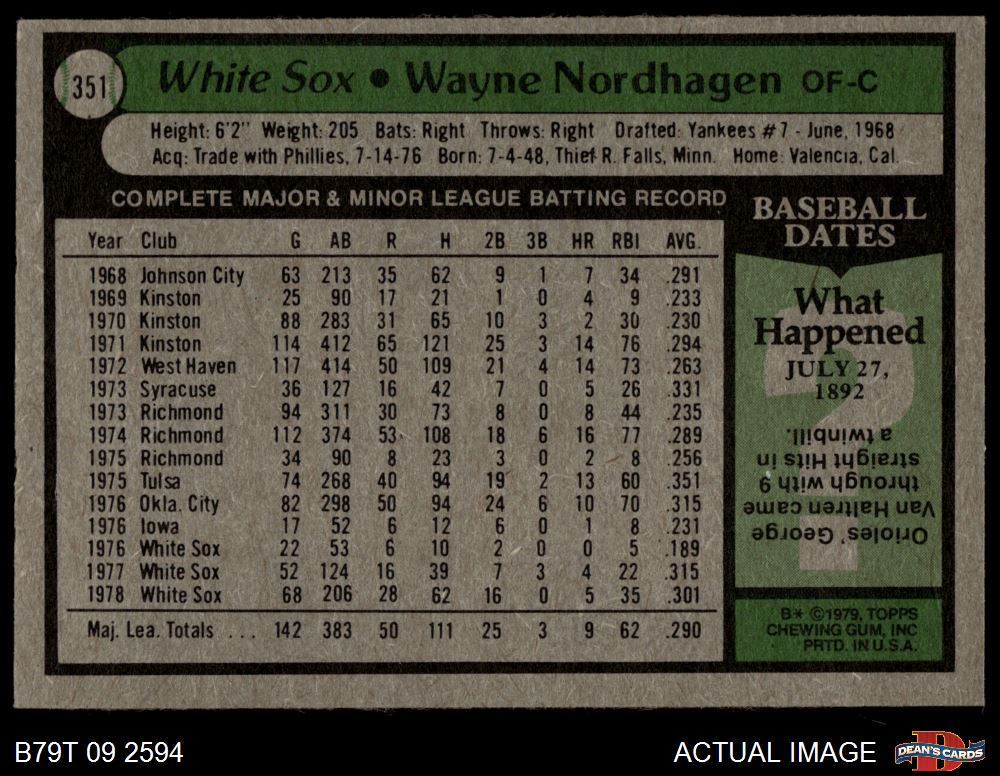 351 White Sox • Wayne Nordhagen OF-C
Height: 6'2" Weight: 205 Bats: Right Throws: Right Drafted: Yankees #7 - June, 1968
Acq: Trade with Phillies, 7-14-76 Born: 7-4-48, Thief R. Falls, Minn. Home: Valencia, Cal.
COMPLETE MAJOR & MINOR LEAGUE BATTING RECORD
Year Club G AB R H 2B 3B HR RBI AVG.
1968 Johnson City 63 213 35 62 9 1 7 34 .291
1969 Kinston 25 90 17 21 1 0 4 9 .233
1970 Kinston 88 283 31 65 10 3 2 30 .230
1971 Kinston 114 412 65 121 25 3 14 76 .294
1972 West Haven 117 414 50 109 21 4 14 73 .263
1973 Syracuse 36 127 16 42 7 0 5 26 .331
1973 Richmond 94 311 30 73 8 0 8 44 .235
1974 Richmond 112 374 53 108 18 6 16 77 .289
1975 Richmond 34 90 8 23 3 0 2 8 .256
1975 Tulsa 74 268 40 94 19 2 13 60 .351
1976 Okla. City 82 298 50 94 24 6 10 70 .315
1976 Iowa 17 52 6 12 6 0 1 8 .231
1976 White Sox 22 53 6 10 2 0 0 5 .189
1977 White Sox 52 124 16 39 7 3 4 22 .315
1978 White Sox 68 206 28 62 16 0 5 35 .301
Maj. Lea. Totals ... 142 383 50 111 25 3 9 62 .290
BASEBALL
DATES
What
Happened
JULY 27,
1892
?
Orioles' George
Van Haltren came
through with 9
straight Hits in
a twinbill.
B* ©1979, TOPPS
CHEWING GUM, INC
PRTD. IN U.S.A.
B79T 09 2594
ACTUAL IMAGE
D
DEAN'S CARDS